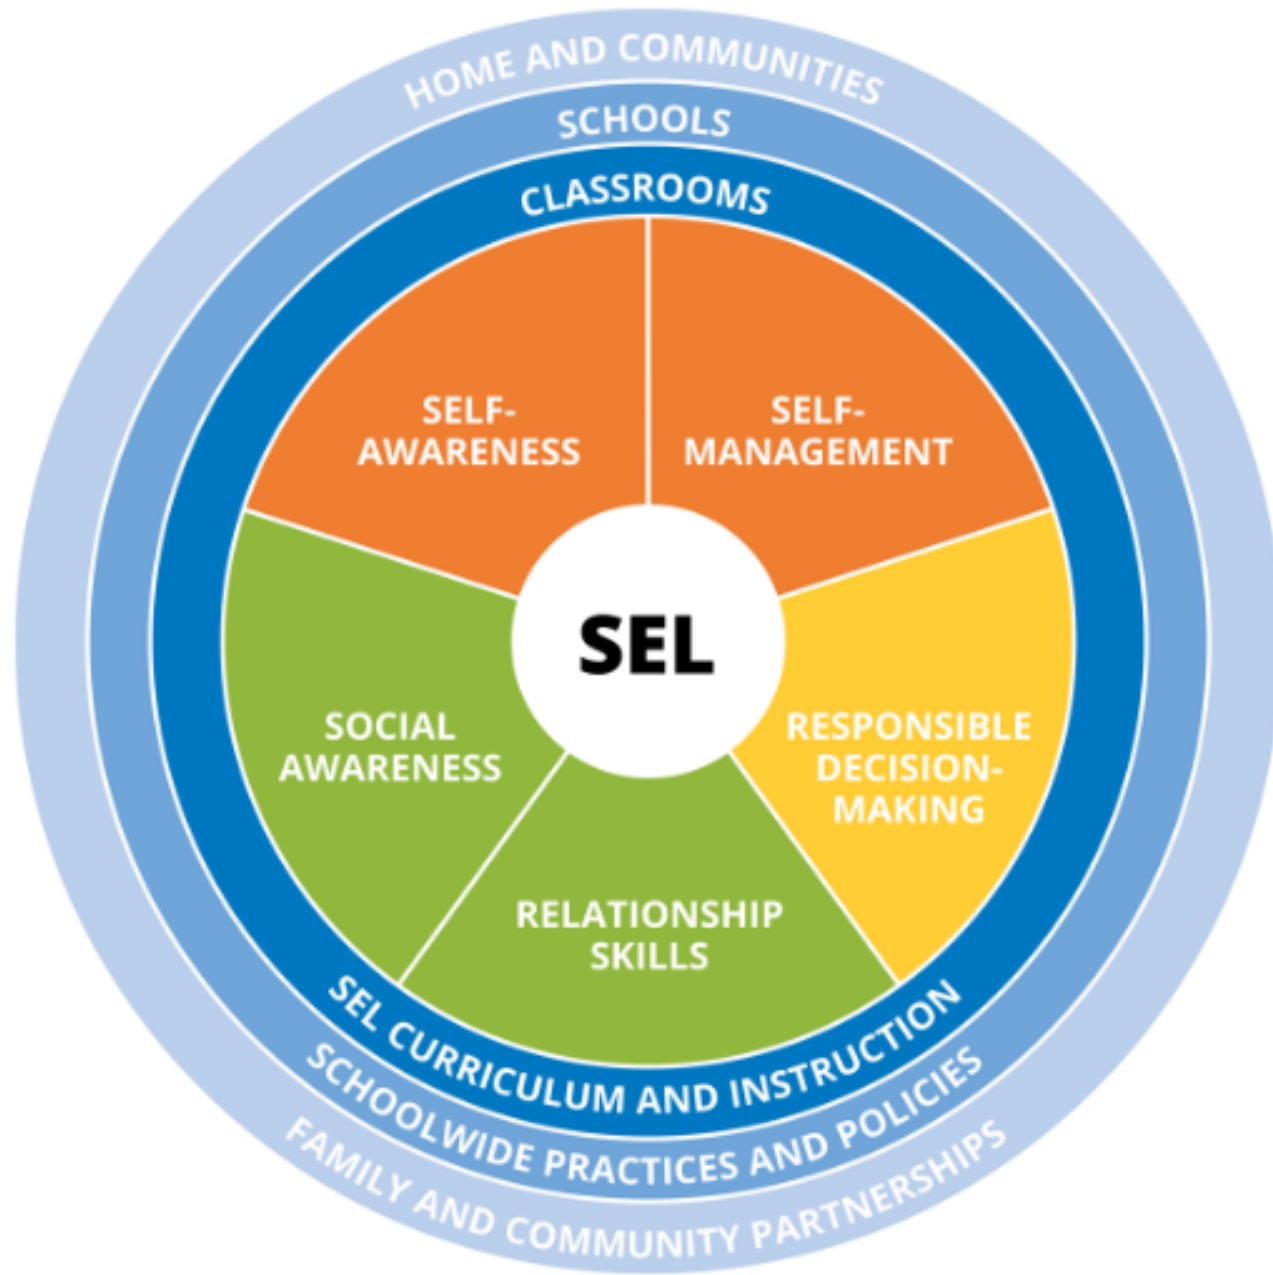 HOME AND COMMUNITIES
SCHOOLS
CLASSROOMS
SELF-
AWARENESS
SELF-
MANAGEMENT
SEL
SOCIAL
AWARENESS
RESPONSIBLE
DECISION-
MAKING
RELATIONSHIP
SKILLS
SEL CURRICULUM AND INSTRUCTION
SCHOOLWIDE PRACTICES AND POLICIES
FAMILY AND COMMUNITY PARTNERSHIPS